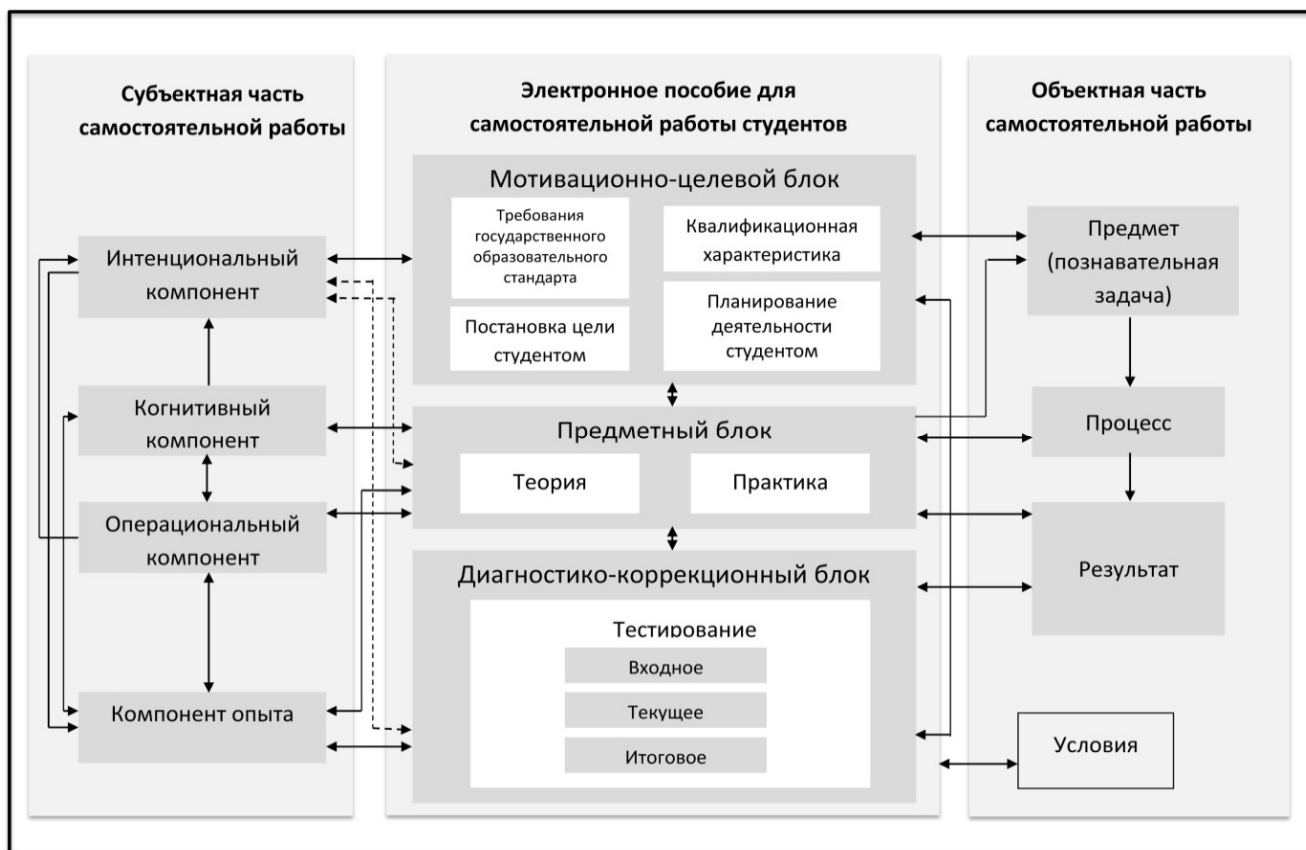 Субъектная часть
самостоятельной работы
Интенциональный
компонент
Когнитивный
компонент
Операциональный
компонент
Компонент опыта
Электронное пособие для
самостоятельной работы студентов
Мотивационно-целевой блок
Требования
государственного
образовательного
стандарта
Квалификационная
характеристика
Постановка цели
студентом
Планирование
деятельности
студентом
Предметный блок
Теория
Практика
Диагностико-коррекционный блок
Тестирование
Входное
Текущее
Итоговое
Объектная часть
самостоятельной работы
Предмет
(познавательная
задача)
Процесс
Результат
Условия